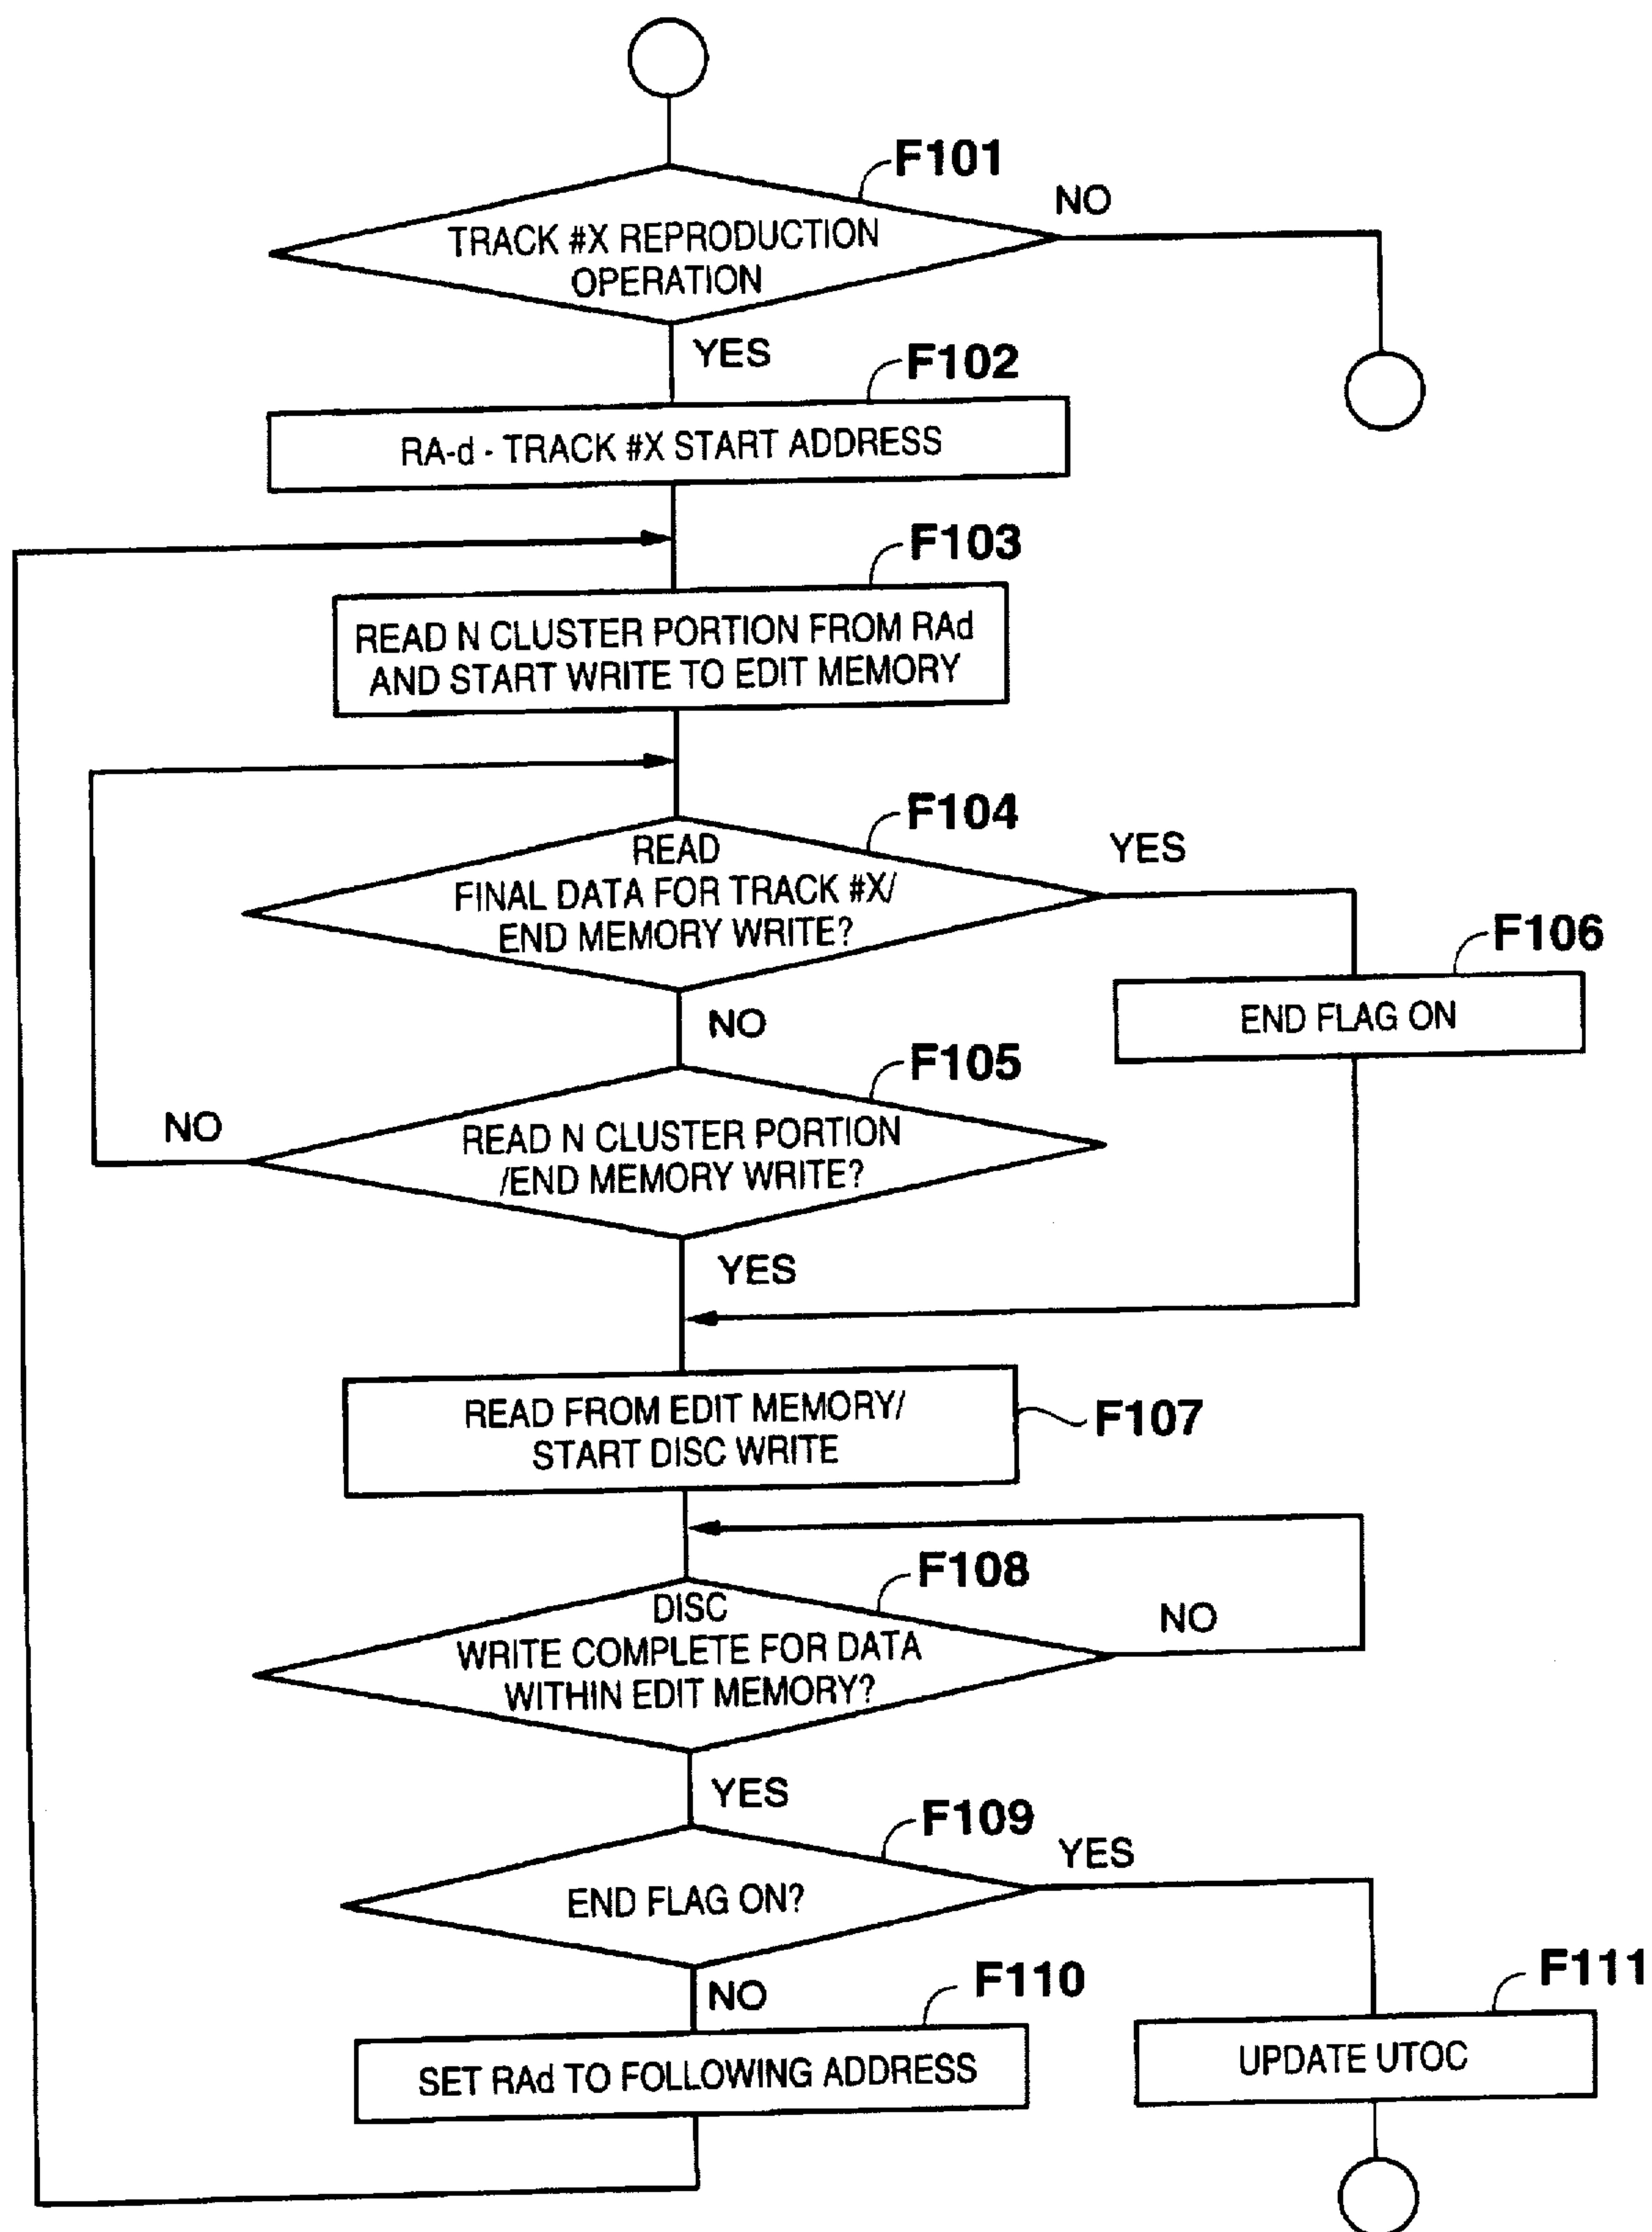 F101
NO
TRACK #X REPRODUCTION
OPERATION
YES
F102
RA-d - TRACK #X START ADDRESS
F103
READ N CLUSTER PORTION FROM RAd
AND START WRITE TO EDIT MEMORY
F104
YES
READ
FINAL DATA FOR TRACK #X/
END MEMORY WRITE?
F106
END FLAG ON
NO
F105
NO
READ N CLUSTER PORTION
/END MEMORY WRITE?
YES
READ FROM EDIT MEMORY/
START DISC WRITE
F107
F108
DISC
WRITE COMPLETE FOR DATA
WITHIN EDIT MEMORY?
NO
YES
F109
YES
END FLAG ON?
NO
F110
F111
SET RAd TO FOLLOWING ADDRESS
UPDATE UTOC